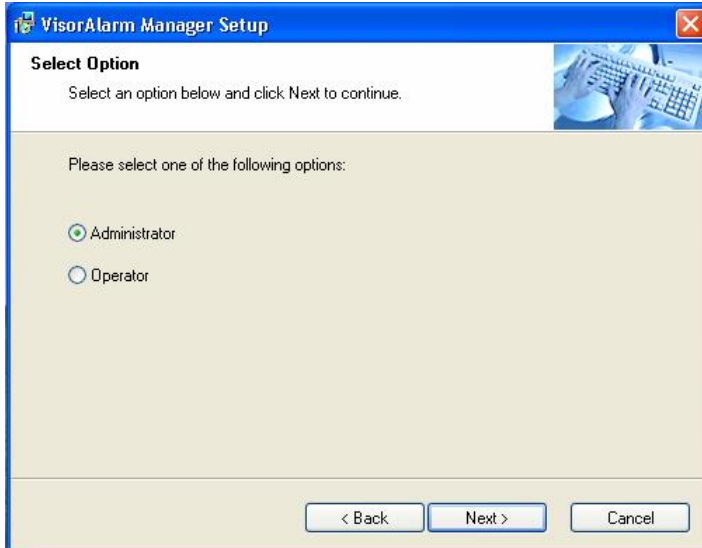 VisorAlarm Manager Setup
Select Option
Select an option below and click Next to continue.
Please select one of the following options:
Administrator
Operator
< Back Next > Cancel